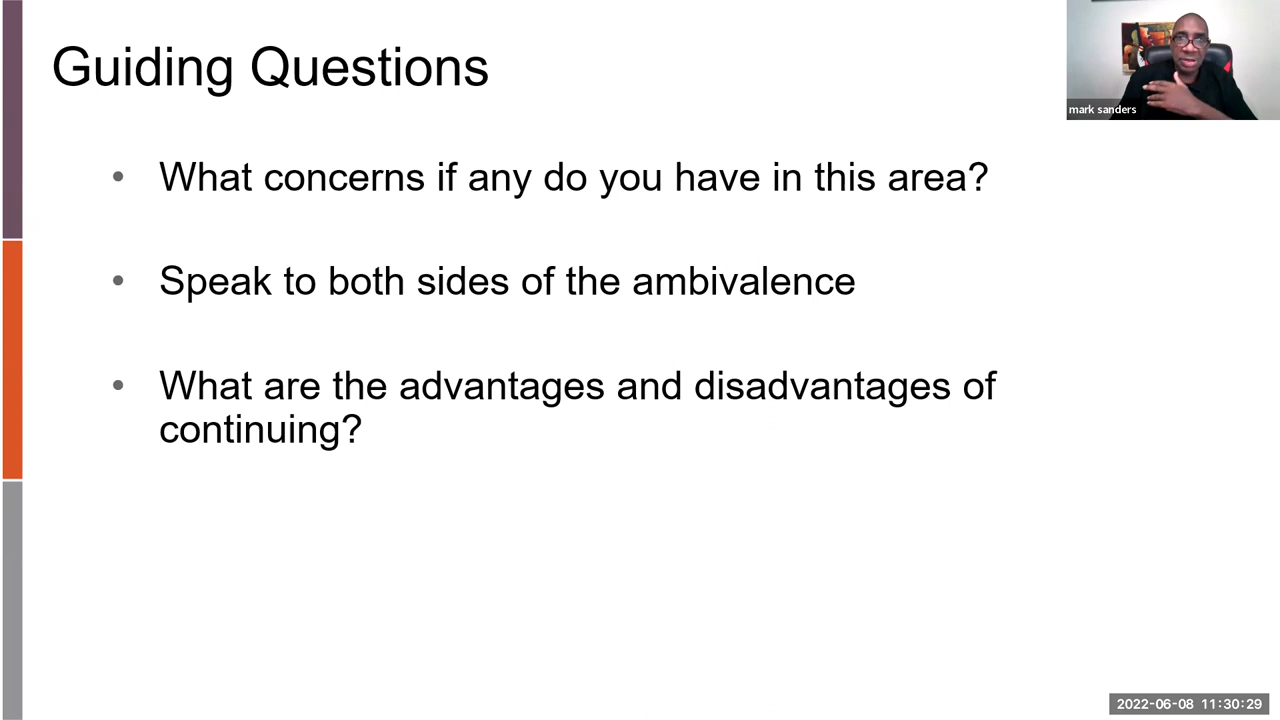 Guiding Questions
mark sanders
• What concerns if any do you have in this area?
• Speak to both sides of the ambivalence
• What are the advantages and disadvantages of
continuing?
2022-06-08 11:30:29